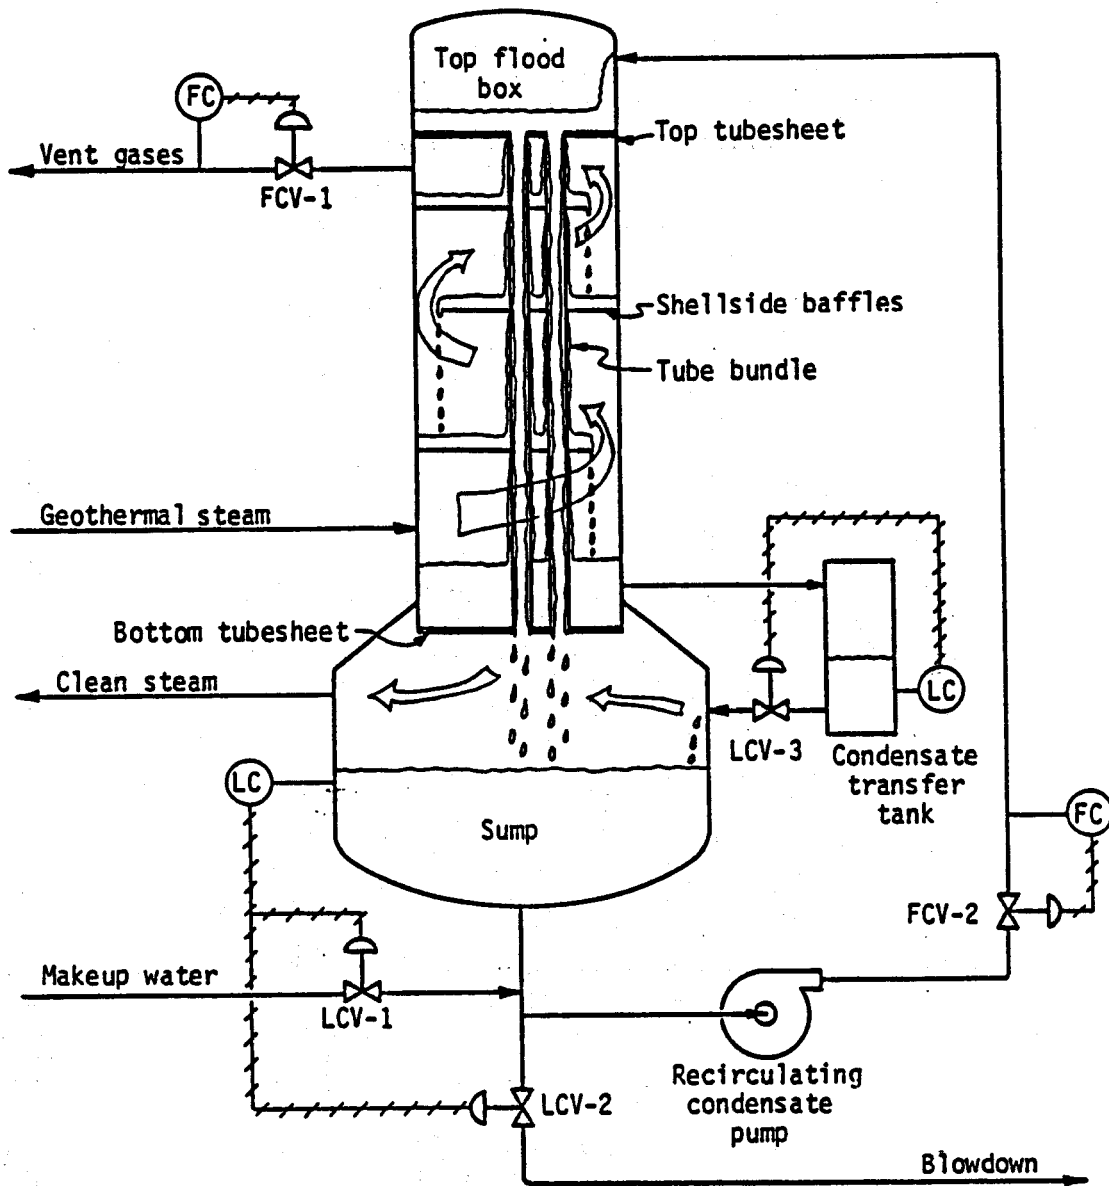 Top flood
box
FC
Vent gases
FCV-1
Top tubesheet
Shellside baffles
Tube bundle
Geothermal steam
Bottom tubesheet
Clean steam
LC
LCV-3
Condensate
transfer
tank
LC
Sump
FC
FCV-2
Makeup water
LCV-1
Recirculating
condensate
pump
LCV-2
Blowdown